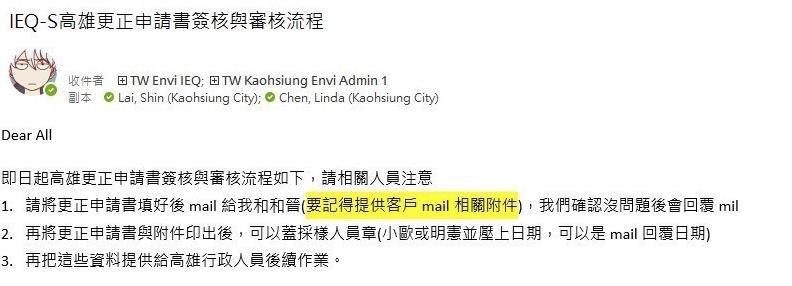 IEQ-S高雄更正申請書簽核與審核流程
收件者 TW Envi IEQ; TW Kaohsiung Envi Admin 1
副本 Lai, Shin (Kaohsiung City); Chen, Linda (Kaohsiung City)
Dear All
即日起高雄更正申請書簽核與審核流程如下，請相關人員注意
1. 請將更正申請書填好後 mail 給我和和晉(要記得提供客戶 mail 相關附件)，我們確認沒問題後會回覆 mil
2. 再將更正申請書與附件印出後，可以蓋採樣人員章(小歐或明憲並壓上日期，可以是 mail 回覆日期)
3. 再把這些資料提供給高雄行政人員後續作業。